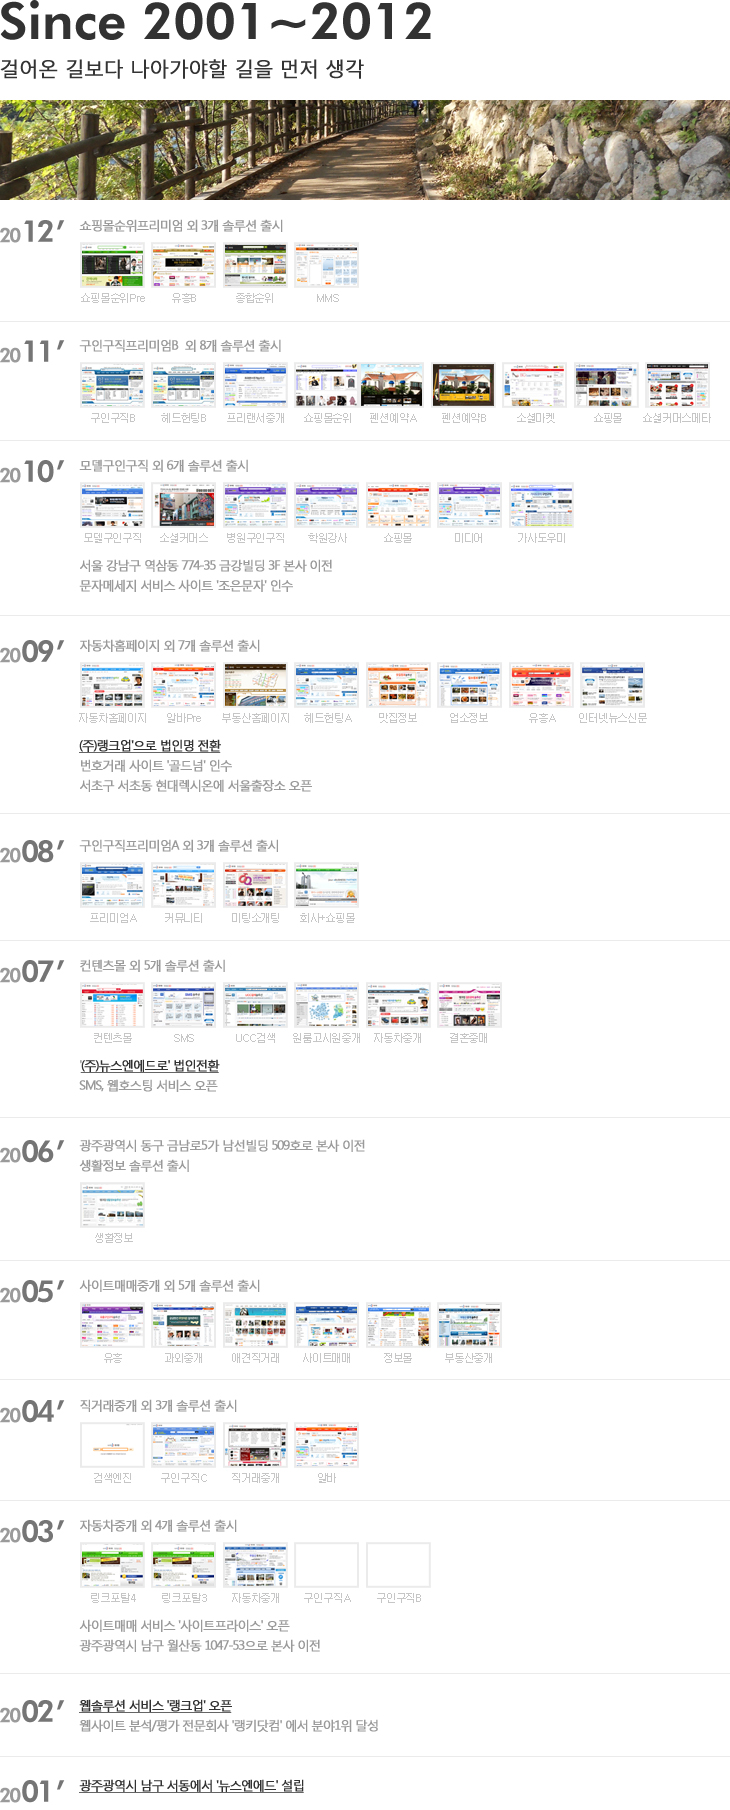 Since 2001~2012
걸어온 길보다 나아가야할 길을 먼저 생각
2012'
쇼핑몰순위프리미엄 외 3개 솔루션 출시
쇼핑몰순위Pre 유흥B 종합순위 MMS
2011'
구인구직프리미엄B 외 8개 솔루션 출시
구인구직B 헤드헌팅B 프리랜서중개 쇼핑몰순위 펜션예약A 펜션예약B 소셜마켓 쇼핑몰 쇼셜커머스메타
2010'
모델구인구직 외 6개 솔루션 출시
모델구인구직 소셜커머스 병원구인구직 학원강사 쇼핑몰 미디어 가사도우미
서울 강남구 역삼동 774-35 금강빌딩 3F 본사 이전
문자메세지 서비스 사이트 '조은문자' 인수
2009'
자동차홈페이지 외 7개 솔루션 출시
자동차홈페이지 알바Pre 부동산홈페이지 헤드헌팅A 맛집정보 업소정보 유흥A 인터넷뉴스신문
(주)랭크업'으로 법인명 전환
번호거래 사이트 '골드넘' 인수
서초구 서초동 현대렉시온에 서울출장소 오픈
2008'
구인구직프리미엄A 외 3개 솔루션 출시
프리미엄A 커뮤니티 미팅소개팅 회사+쇼핑몰
2007'
컨텐츠몰 외 5개 솔루션 출시
컨텐츠몰 SMS UCC검색 원룸고시원중개 자동차중개 결혼중매
'(주)뉴스엔에드로' 법인전환
SMS, 웹호스팅 서비스 오픈
2006'
광주광역시 동구 금남로5가 남선빌딩 509호로 본사 이전
생활정보 솔루션 출시
생활정보
2005'
사이트매매중개 외 5개 솔루션 출시
유흥 과외중개 애견직거래 사이트매매 정보몰 부동산중개
2004'
직거래중개 외 3개 솔루션 출시
검색엔진 구인구직C 직거래중개 알바
2003'
자동차중개 외 4개 솔루션 출시
링크포탈4 링크포탈3 자동차중개 구인구직A 구인구직B
사이트매매 서비스 '사이트프라이스' 오픈
광주광역시 남구 월산동 1047-53으로 본사 이전
2002'
웹솔루션 서비스 '랭크업' 오픈
웹사이트 분석/평가 전문회사 '랭키닷컴' 에서 분야1위 달성
2001'
광주광역시 남구 서동에서 '뉴스엔에드' 설립